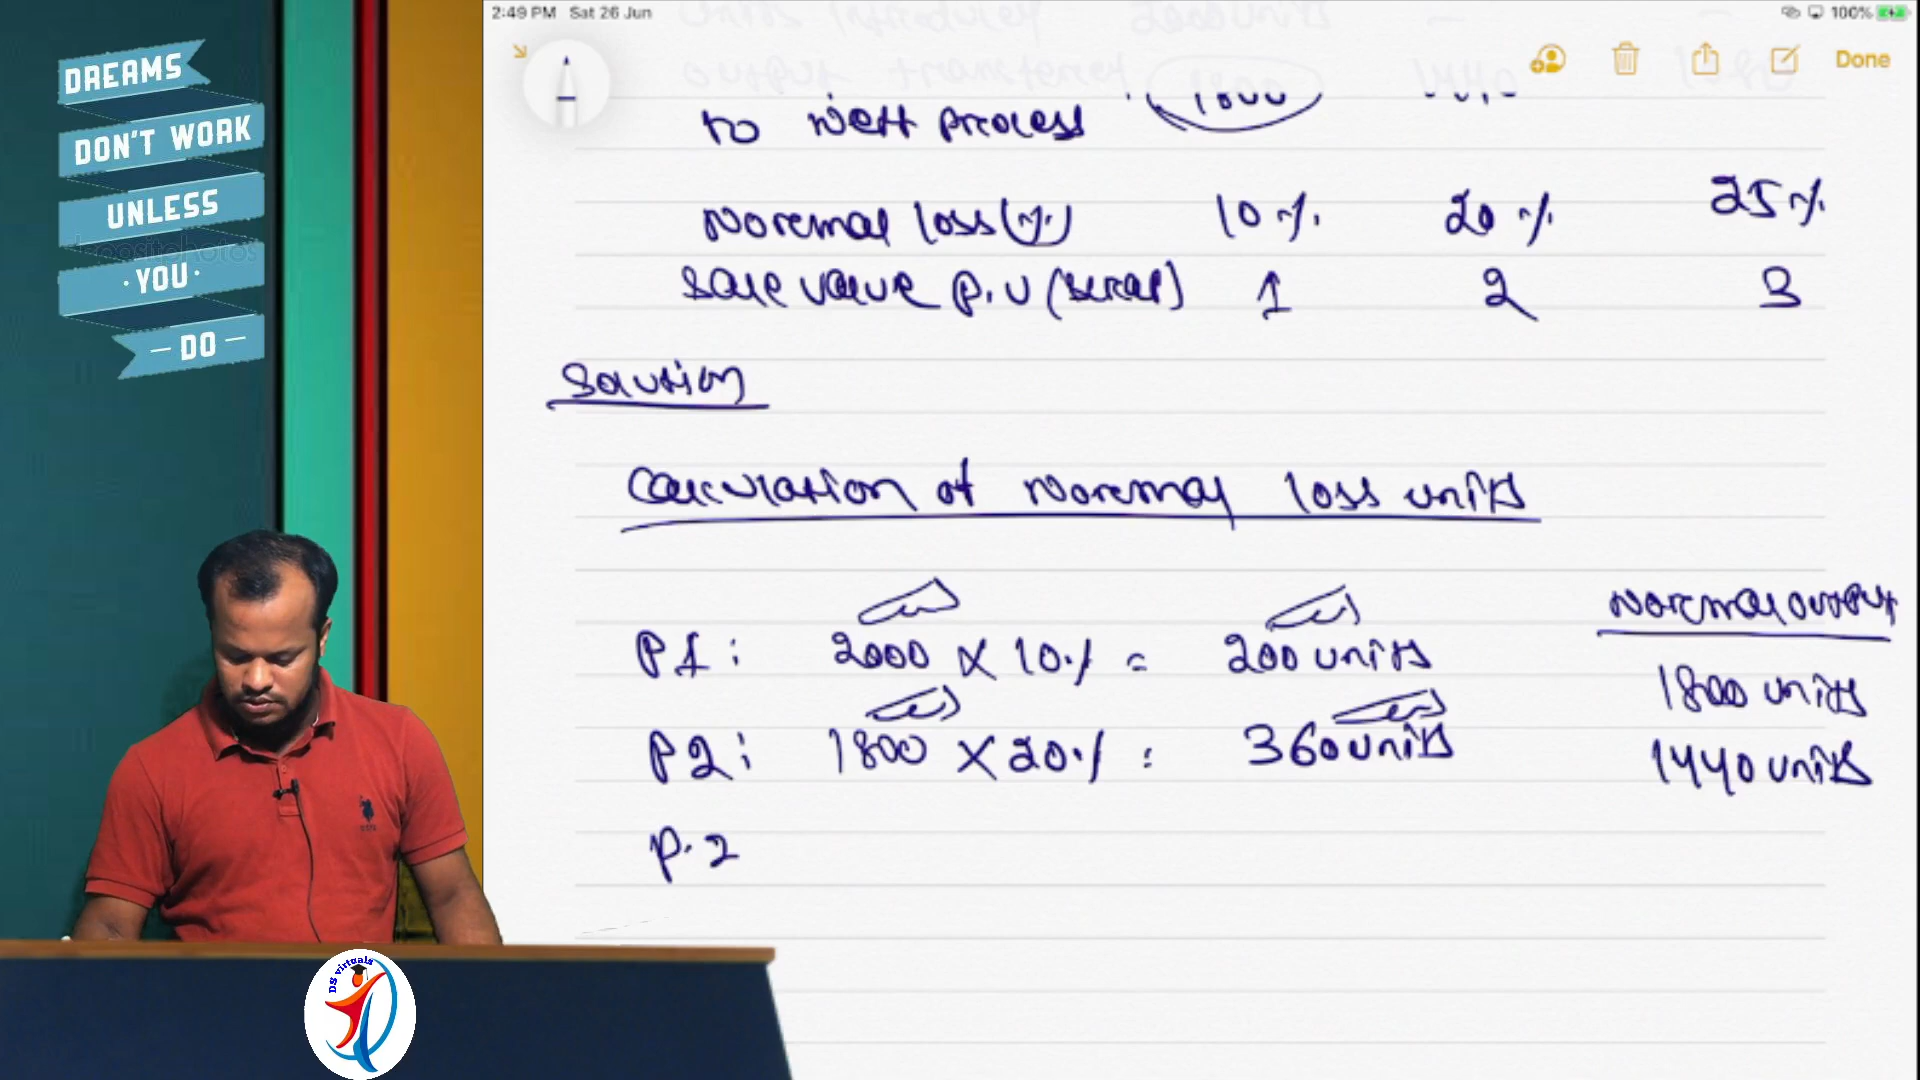 2:49 PM Sat 26 Jun
100%
Done
DREAMS
DON'T WORK
UNLESS
· YOU ·
— DO —
to next process
Normal loss (%) 10 % 20 % 25 %
Sale value P.U (scrap) 1 2 3
Solution
Calculation of Normal loss units
Normal output
P1 : 2000 X 10 % = 200 units
1800 units
P2 : 1800 X 20 % = 360 units
1440 units
P. 2
DS virtuals